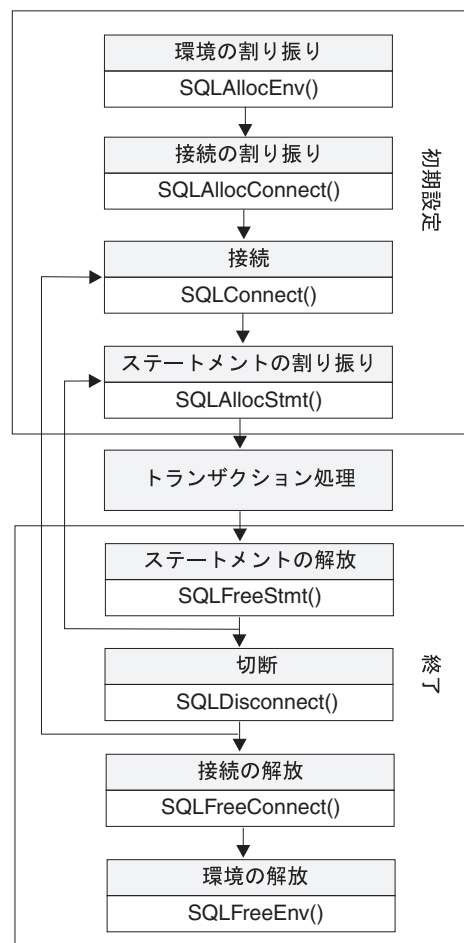 環境の割り振り
SQLAllocEnv()
接続の割り振り
SQLAllocConnect()
初期設定
接続
SQLConnect()
ステートメントの割り振り
SQLAllocStmt()
トランザクション処理
ステートメントの解放
SQLFreeStmt()
切断
SQLDisconnect()
終了
接続の解放
SQLFreeConnect()
環境の解放
SQLFreeEnv()